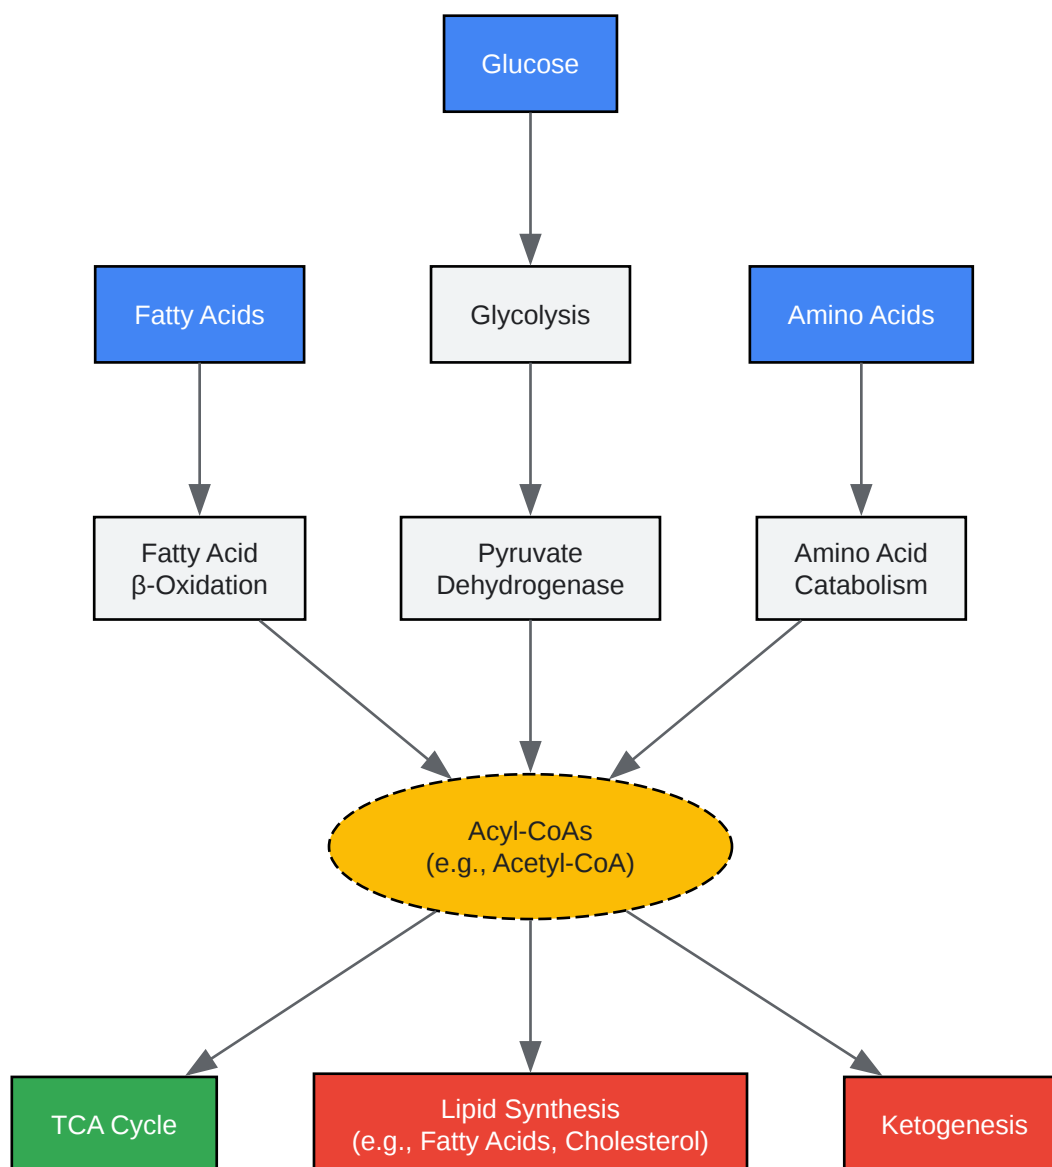 Glucose
Fatty Acids
Glycolysis
Amino Acids
Fatty Acid
β-Oxidation
Pyruvate
Dehydrogenase
Amino Acid
Catabolism
Acyl-CoAs
(e.g., Acetyl-CoA)
TCA Cycle
Lipid Synthesis
(e.g., Fatty Acids, Cholesterol)
Ketogenesis